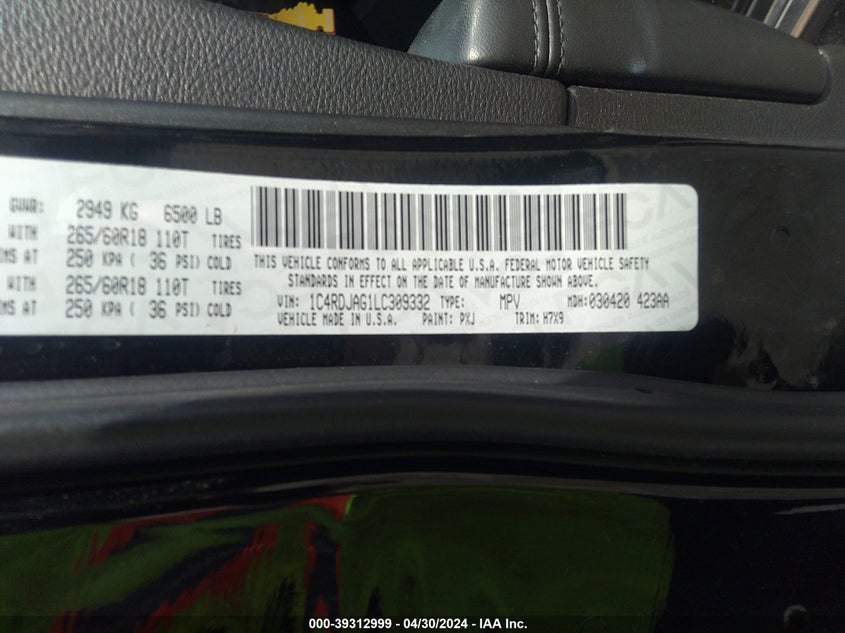 GVWR: 2949 KG 6500 LB
WITH 265/60R18 110T TIRES
MS AT 250 KPA ( 36 PSI) COLD
WITH 265/60R18 110T TIRES
MS AT 250 KPA ( 36 PSI) COLD
THIS VEHICLE CONFORMS TO ALL APPLICABLE U.S.A. FEDERAL MOTOR VEHICLE SAFETY
STANDARDS IN EFFECT ON THE DATE OF MANUFACTURE SHOWN ABOVE.
VIN: 1C4RDJAG1LC309332 TYPE: MPV MDH: 030420 423AA
VEHICLE MADE IN U.S.A. PAINT: PXJ TRIM: H7X9
000-39312999 / 04/30/2024 - IAA Inc.